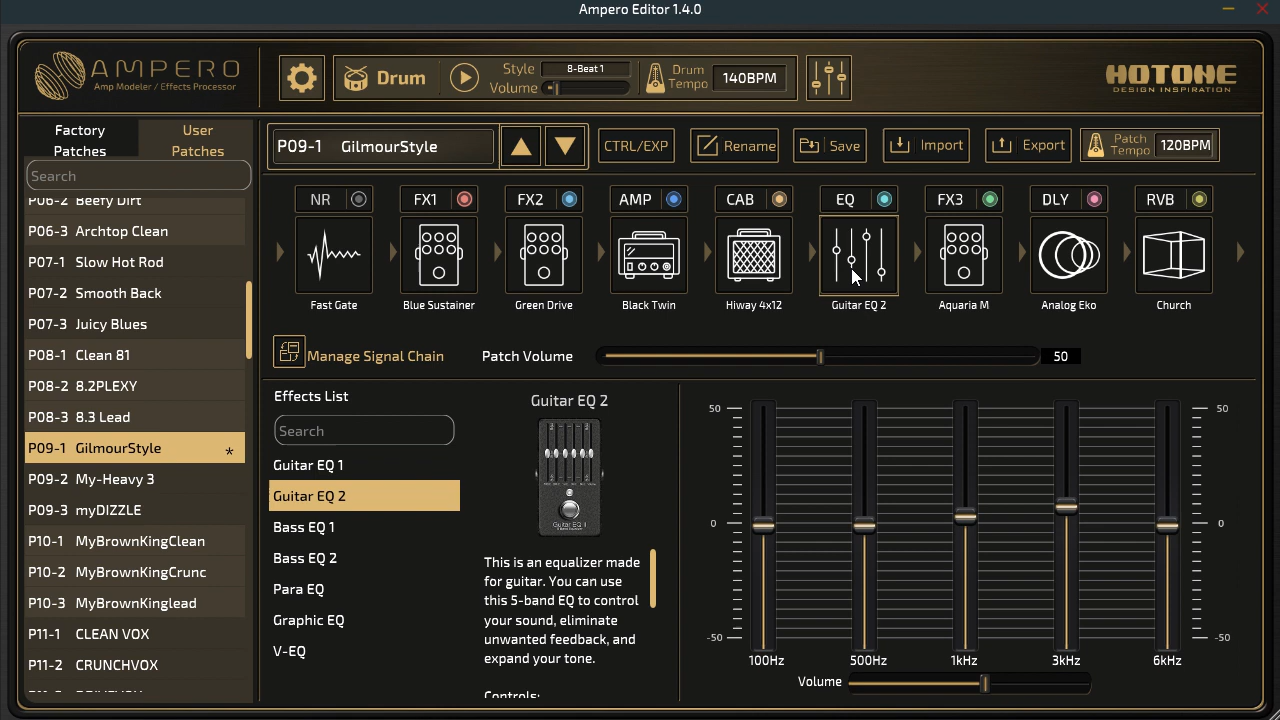 Ampero Editor 1.4.0
AMPERO
Amp Modeler / Effects Processor
Drum
Style
8-Beat 1
Volume
Drum
Tempo
140BPM
HOTONE
DESIGN INSPIRATION
Factory
Patches
User
Patches
Search
P06-2 Beefy Dirt
P06-3 Archtop Clean
P07-1 Slow Hot Rod
P07-2 Smooth Back
P07-3 Juicy Blues
P08-1 Clean 81
P08-2 8.2PLEXY
P08-3 8.3 Lead
P09-1 GilmourStyle *
P09-2 My-Heavy 3
P09-3 myDIZZLE
P10-1 MyBrownKingClean
P10-2 MyBrownKingCrunc
P10-3 MyBrownKinglead
P11-1 CLEAN VOX
P11-2 CRUNCHVOX
P09-1 GilmourStyle
CTRL/EXP
Rename
Save
Import
Export
Patch
Tempo
120BPM
NR
FX1
FX2
AMP
CAB
EQ
FX3
DLY
RVB
Fast Gate
Blue Sustainer
Green Drive
Black Twin
Hiway 4x12
Guitar EQ 2
Aquaria M
Analog Eko
Church
Manage Signal Chain
Patch Volume
50
Effects List
Search
Guitar EQ 1
Guitar EQ 2
Bass EQ 1
Bass EQ 2
Para EQ
Graphic EQ
V-EQ
Guitar EQ 2
This is an equalizer made
for guitar. You can use
this 5-band EQ to control
your sound, eliminate
unwanted feedback, and
expand your tone.
Controls:
50
0
-50
50
0
-50
100Hz
500Hz
1kHz
3kHz
6kHz
Volume